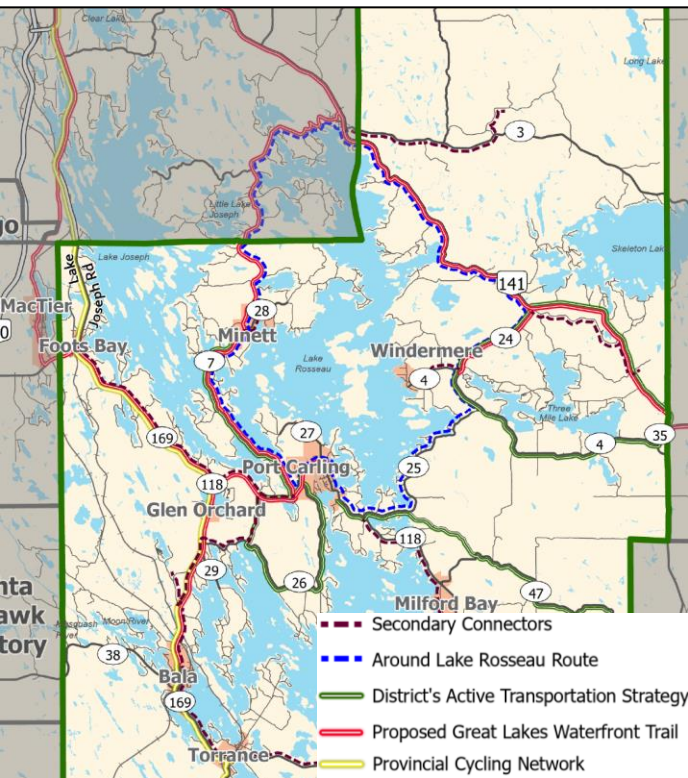 Clear Lake
Long Lake
3
go
Little Lake
Joseph
Lake Joseph
Skeleton Lake
Lake
Joseph Rd
141
MacTier
28
0
Minett
24
Foots Bay
Windermere
7
Lake
Rosseau
4
Three
Mile Lake
27
169
35
4
Port Carling
25
118
Glen Orchard
118
29
26
47
nta
awk
tory
Milford Bay
Moon River
River
38
Bala
169
Torrance
Secondary Connectors
Around Lake Rosseau Route
District's Active Transportation Strategy
Proposed Great Lakes Waterfront Trail
Provincial Cycling Network